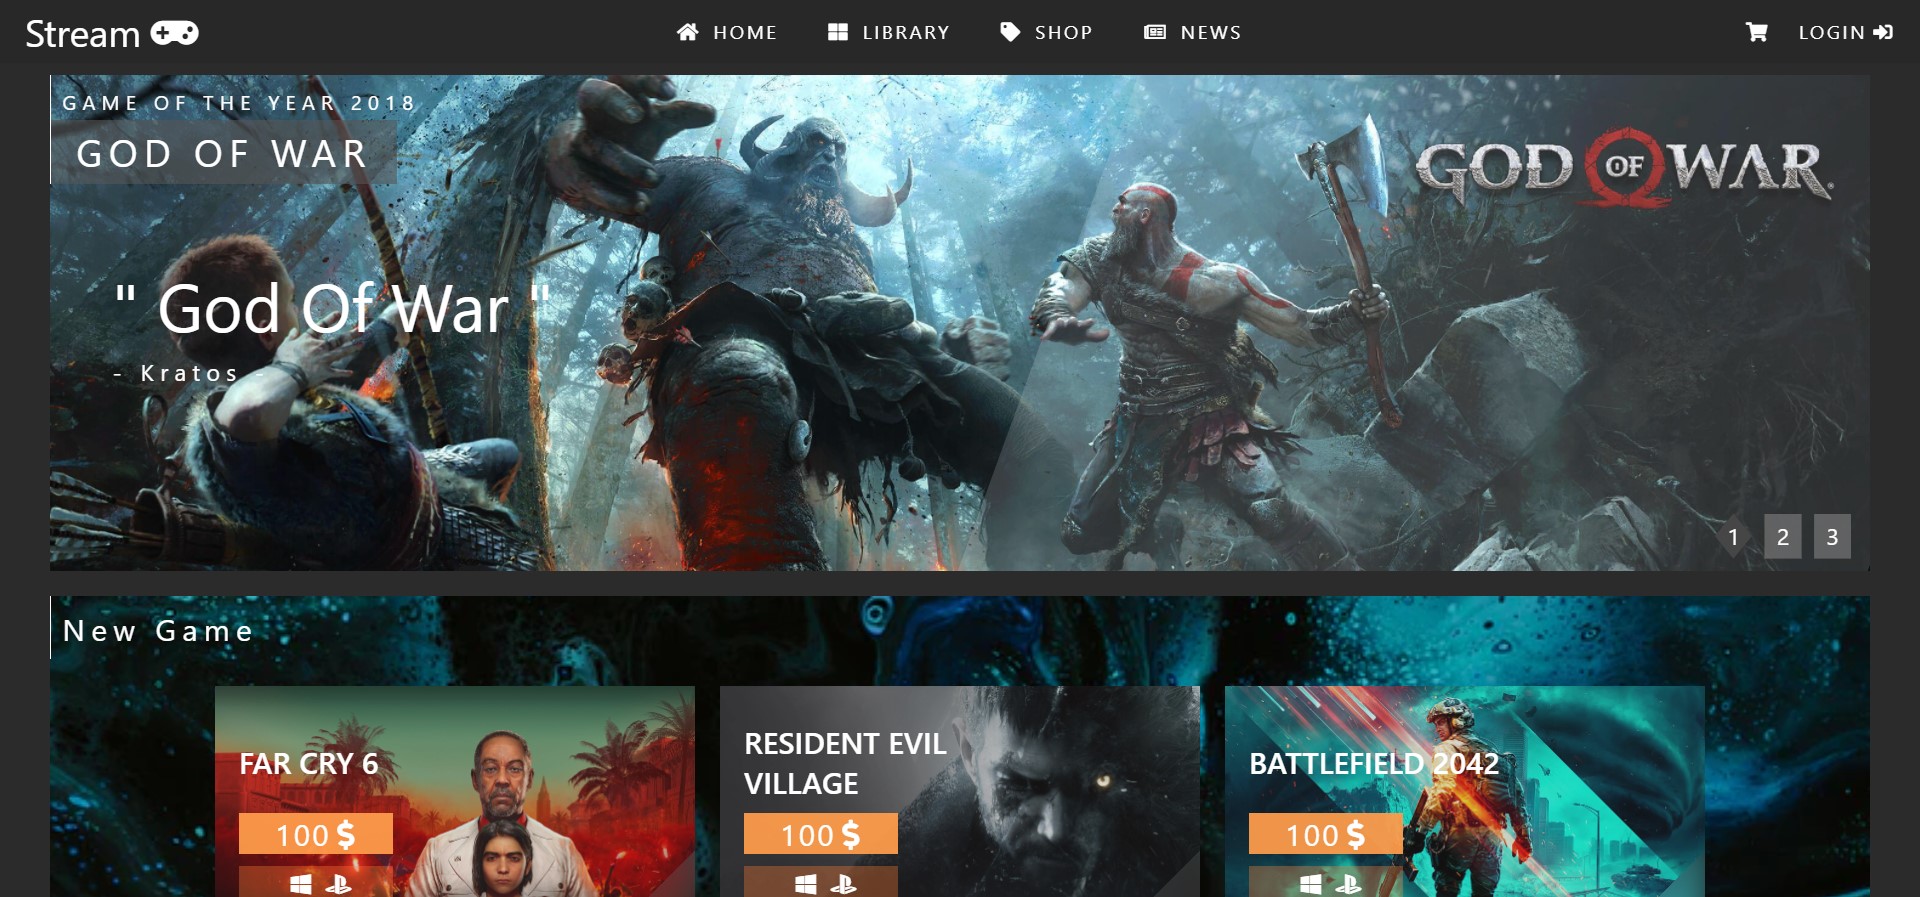 Stream
HOME
LIBRARY
SHOP
NEWS
LOGIN
GAME OF THE YEAR 2018
GOD OF WAR
GOD OF WAR
" God Of War "
- Kratos -
1 2 3
New Game
FAR CRY 6
100 $
RESIDENT EVIL
VILLAGE
100 $
BATTLEFIELD 2042
100 $